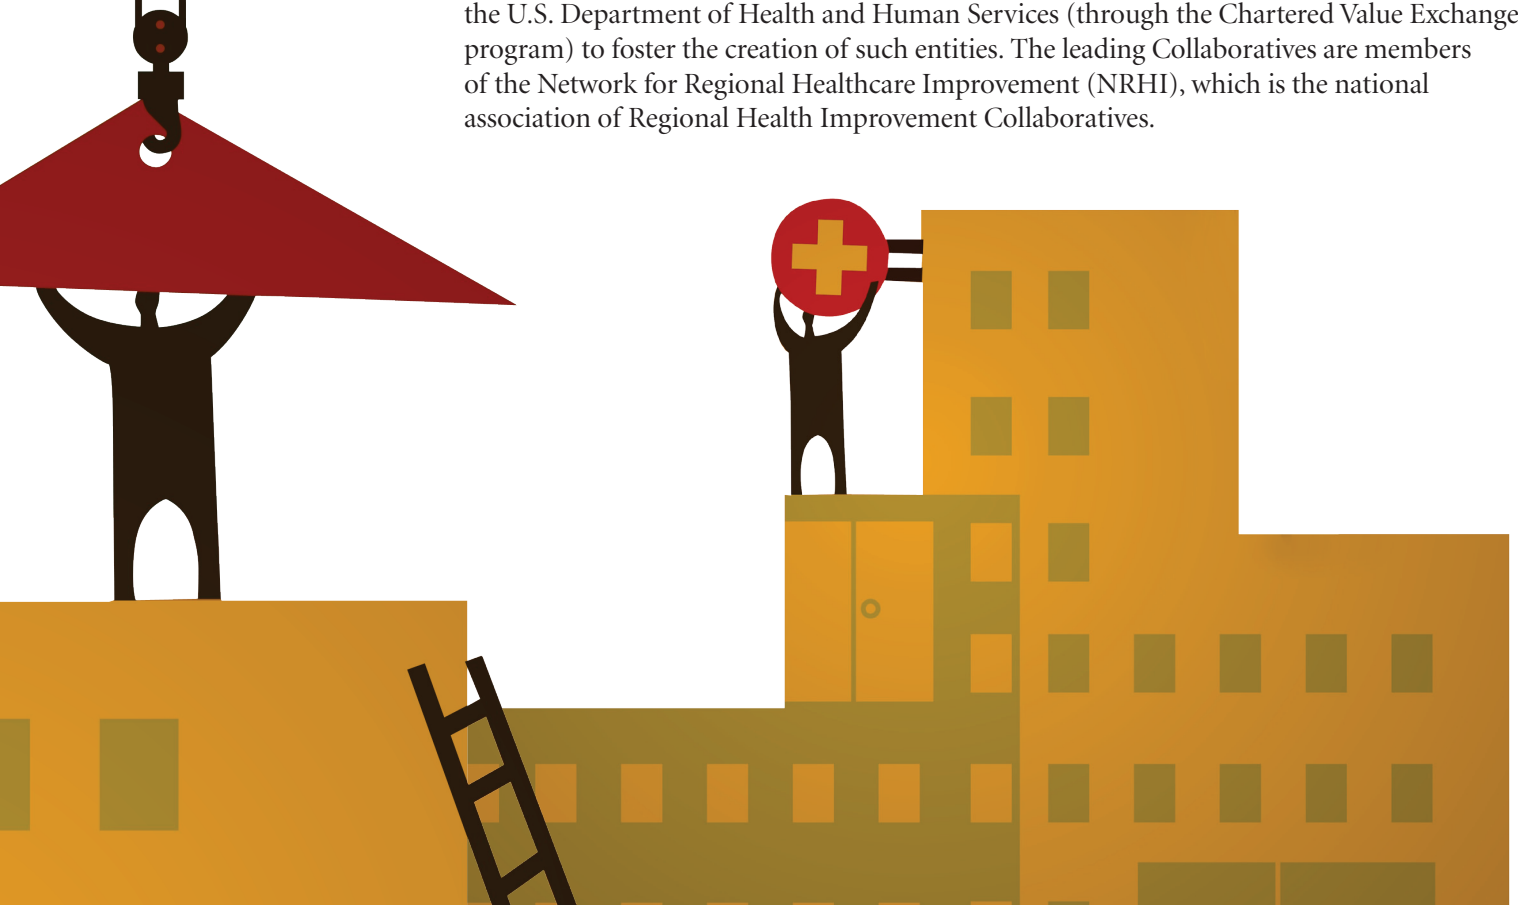 the U.S. Department of Health and Human Services (through the Chartered Value Exchange
program) to foster the creation of such entities. The leading Collaboratives are members
of the Network for Regional Healthcare Improvement (NRHI), which is the national
association of Regional Health Improvement Collaboratives.